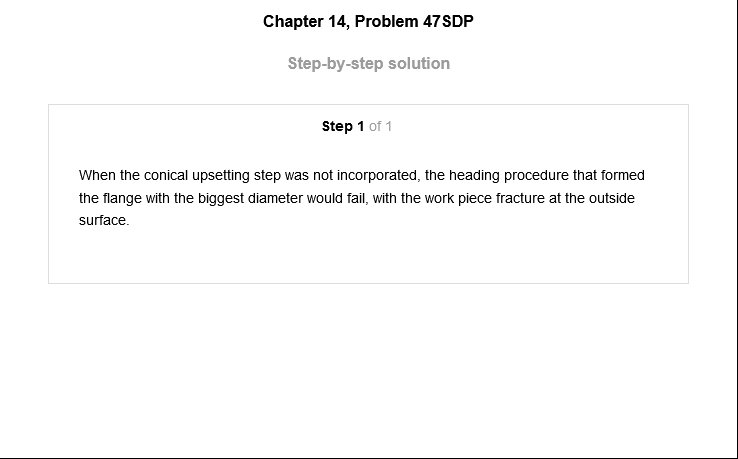 Chapter 14, Problem 47SDP
Step-by-step solution
Step 1 of 1
When the conical upsetting step was not incorporated, the heading procedure that formed
the flange with the biggest diameter would fail, with the work piece fracture at the outside
surface.